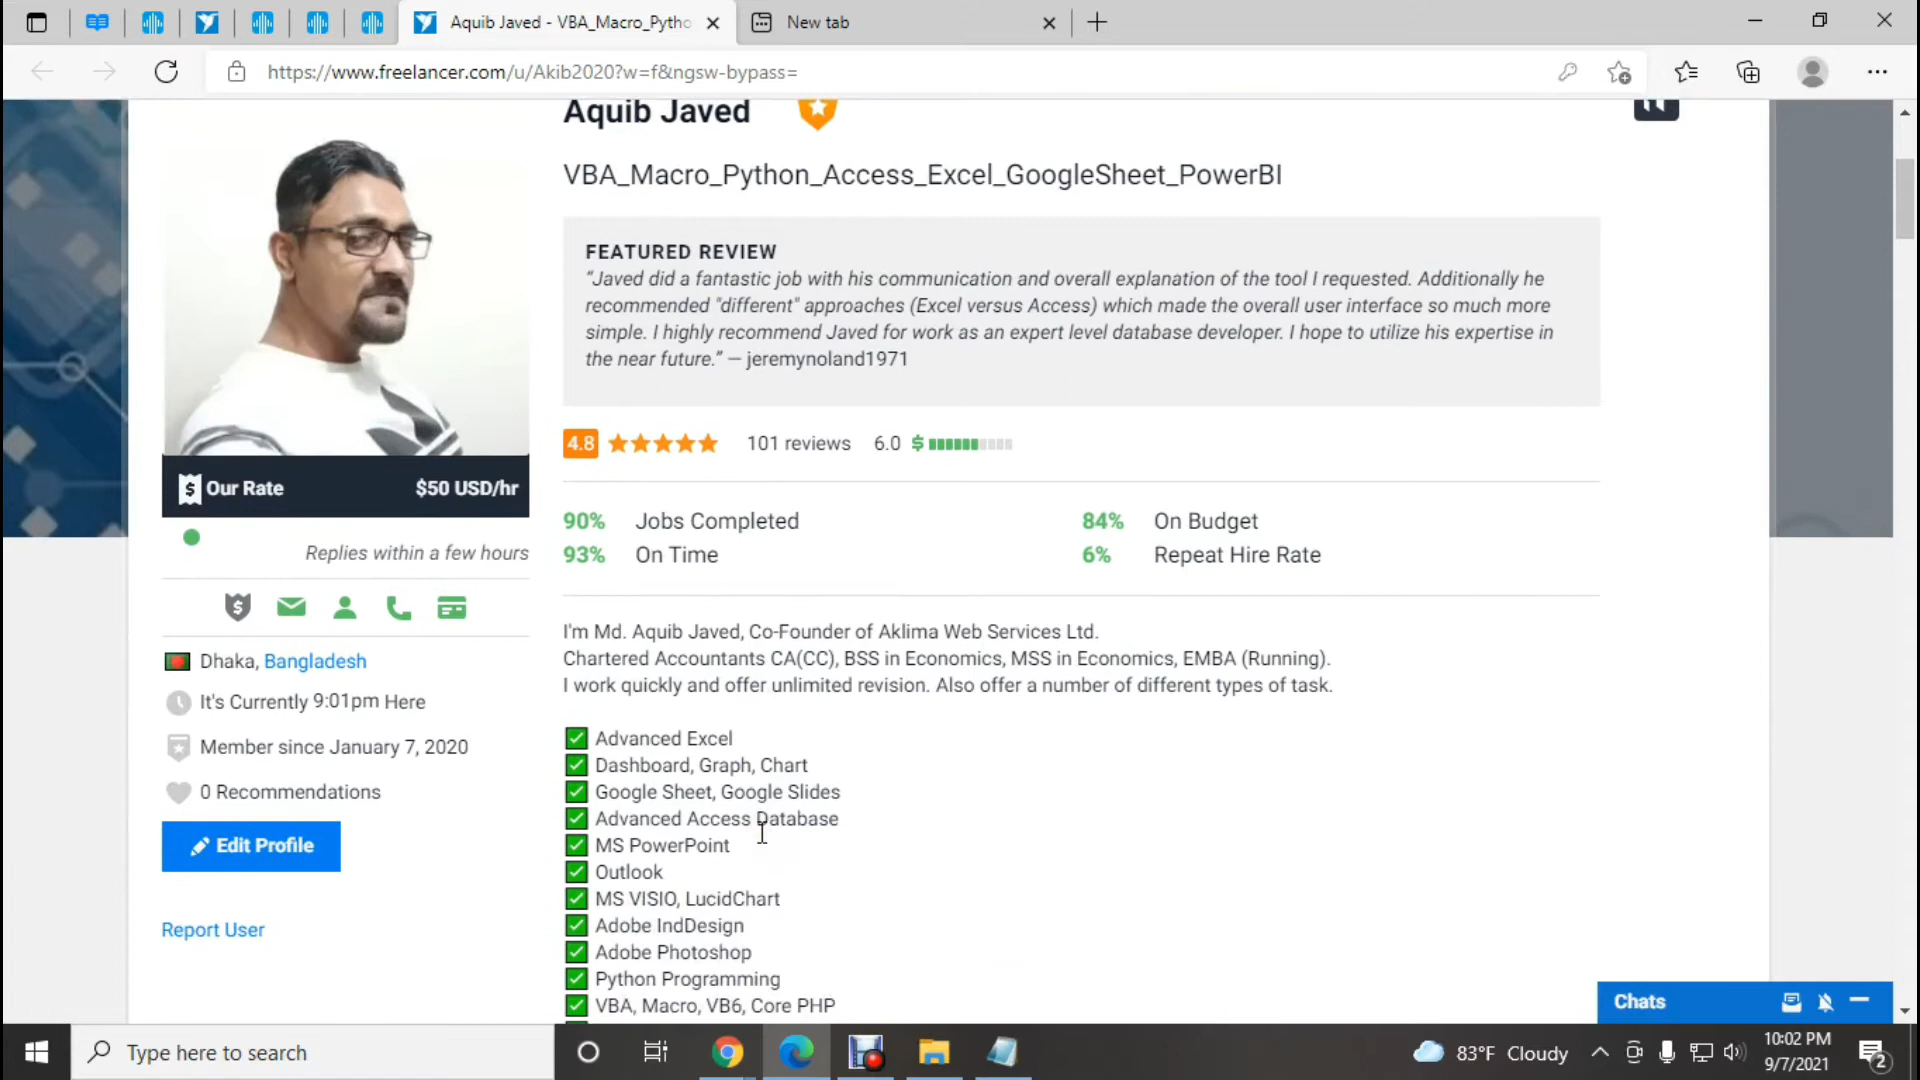 Aquib Javed - VBA_Macro_Pytho
New tab
https://www.freelancer.com/u/Akib2020?w=f&ngsw-bypass=
Aquib Javed
VBA_Macro_Python_Access_Excel_GoogleSheet_PowerBI
FEATURED REVIEW
“Javed did a fantastic job with his communication and overall explanation of the tool I requested. Additionally he
recommended "different" approaches (Excel versus Access) which made the overall user interface so much more
simple. I highly recommend Javed for work as an expert level database developer. I hope to utilize his expertise in
the near future.” — jeremynoland1971
4.8 101 reviews 6.0 $
Our Rate $50 USD/hr
Replies within a few hours
90% Jobs Completed 84% On Budget
93% On Time 6% Repeat Hire Rate
Dhaka, Bangladesh
It's Currently 9:01pm Here
Member since January 7, 2020
0 Recommendations
Edit Profile
Report User
I'm Md. Aquib Javed, Co-Founder of Aklima Web Services Ltd.
Chartered Accountants CA(CC), BSS in Economics, MSS in Economics, EMBA (Running).
I work quickly and offer unlimited revision. Also offer a number of different types of task.
✅ Advanced Excel
✅ Dashboard, Graph, Chart
✅ Google Sheet, Google Slides
✅ Advanced Access Database
✅ MS PowerPoint
✅ Outlook
✅ MS VISIO, LucidChart
✅ Adobe IndDesign
✅ Adobe Photoshop
✅ Python Programming
✅ VBA, Macro, VB6, Core PHP
Chats
Type here to search
83°F Cloudy
10:02 PM
9/7/2021
2